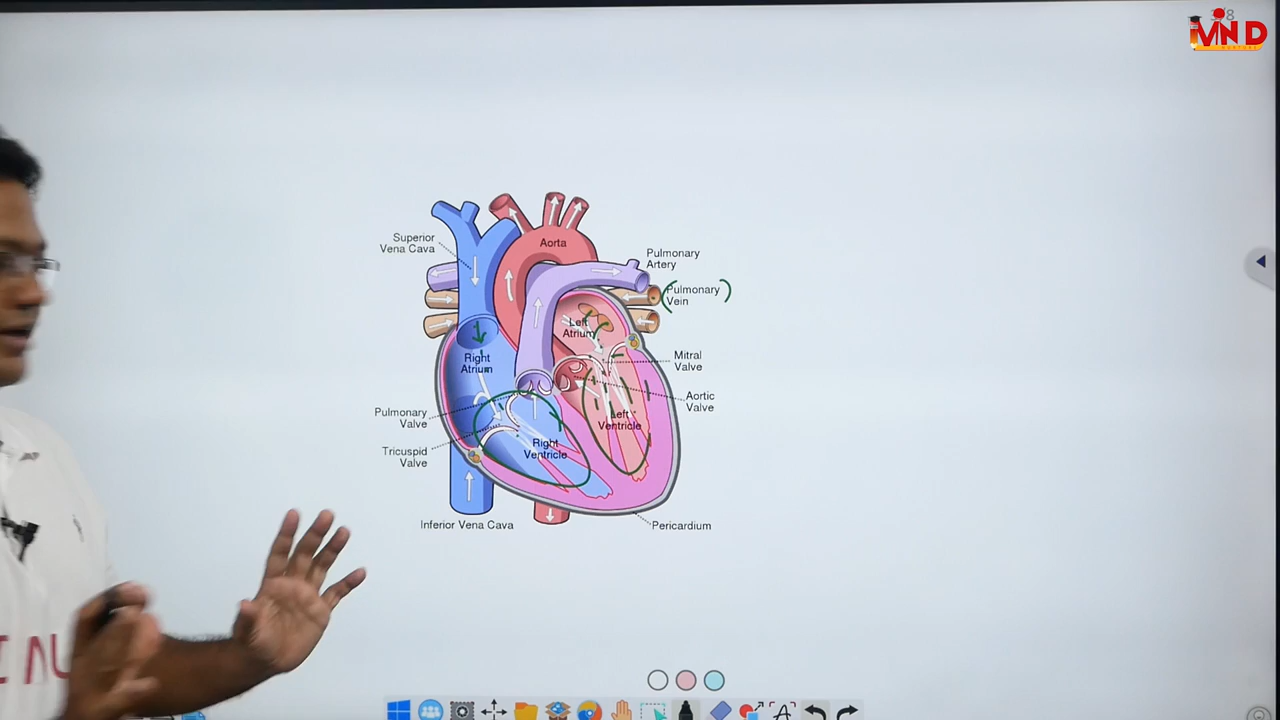 MVN D
Superior
Vena Cava
Aorta
Pulmonary
Artery
Pulmonary
Vein
Left
Atrium
Right
Atrium
Mitral
Valve
Aortic
Valve
Pulmonary
Valve
Left
Ventricle
Tricuspid
Valve
Right
Ventricle
Inferior Vena Cava
Pericardium